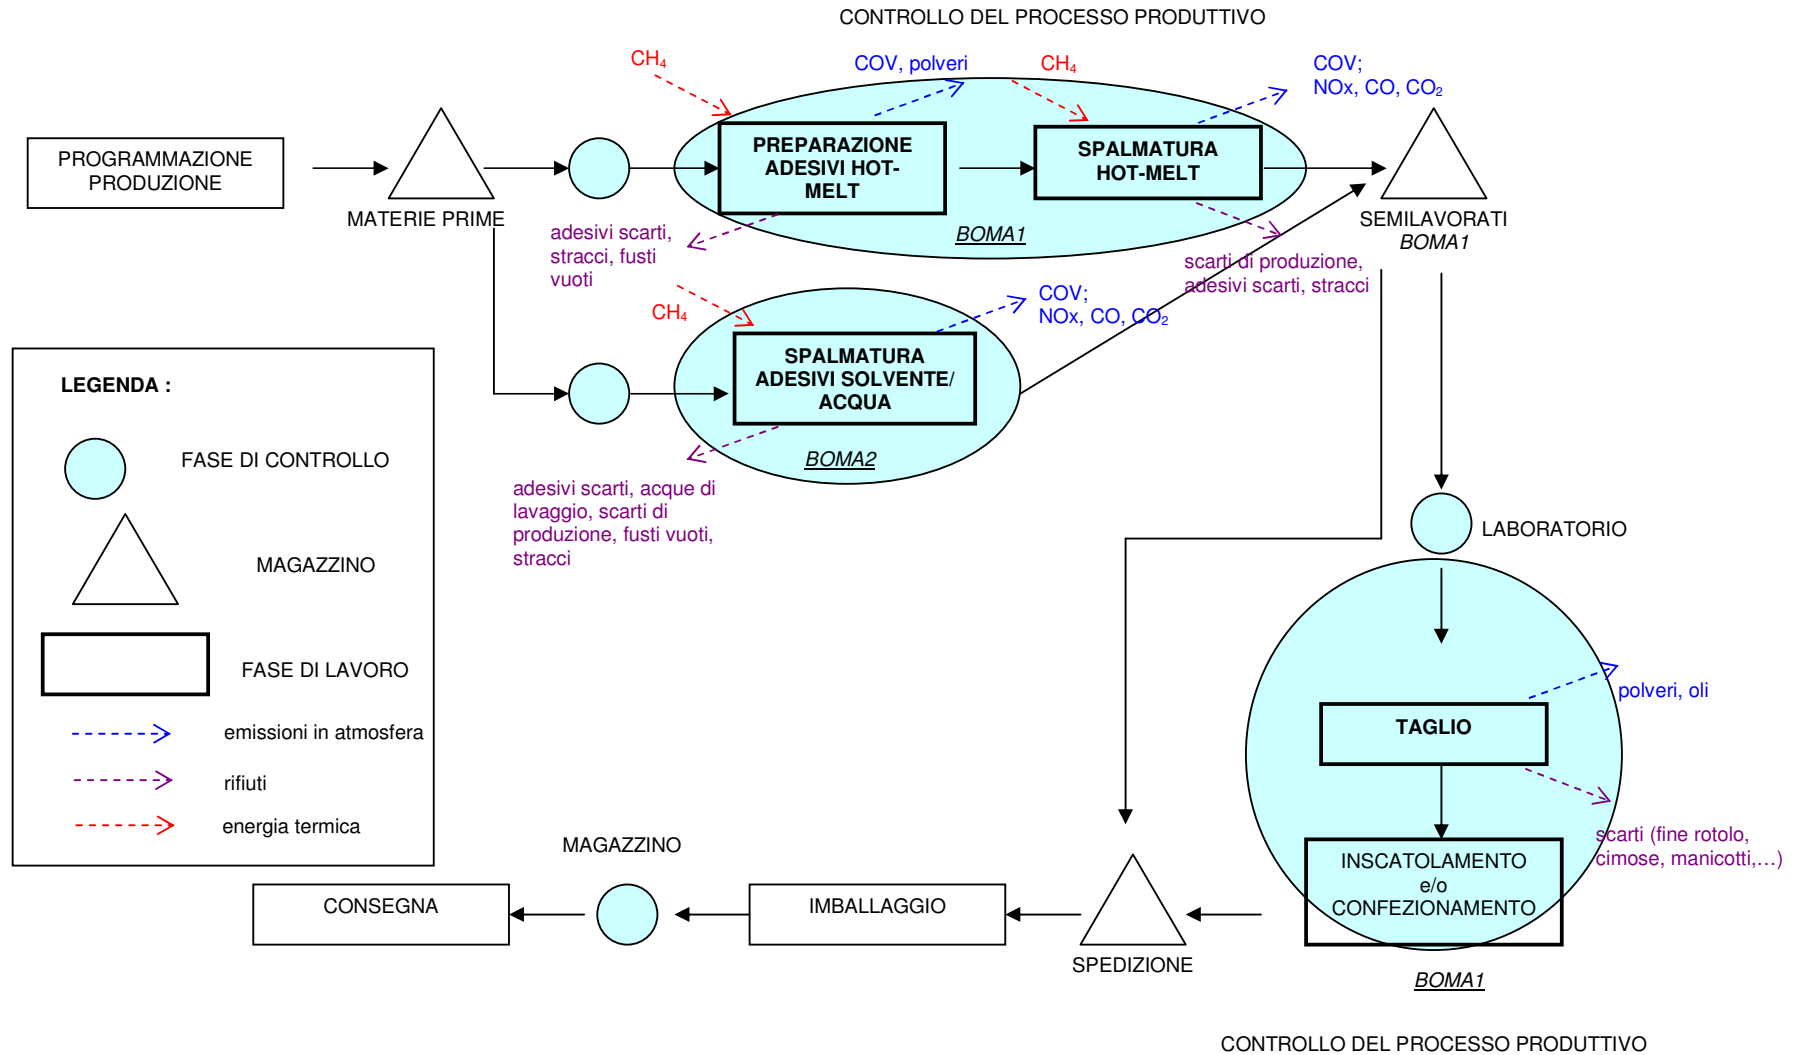 CONTROLLO DEL PROCESSO PRODUTTIVO
CH₄
COV, polveri
CH₄
COV;
NOx, CO, CO₂
PROGRAMMAZIONE
PRODUZIONE
MATERIE PRIME
PREPARAZIONE
ADESIVI HOT-
MELT
SPALMATURA
HOT-MELT
BOMA1
SEMILAVORATI
BOMA1
adesivi scarti,
stracci, fusti
vuoti
scarti di produzione,
adesivi scarti, stracci
CH₄
COV;
NOx, CO, CO₂
SPALMATURA
ADESIVI SOLVENTE/
ACQUA
BOMA2
adesivi scarti, acque di
lavaggio, scarti di
produzione, fusti vuoti,
stracci
LEGENDA :
FASE DI CONTROLLO
MAGAZZINO
FASE DI LAVORO
emissioni in atmosfera
rifiuti
energia termica
LABORATORIO
polveri, oli
TAGLIO
scarti (fine rotolo,
cimose, manicotti,…)
INSCATOLAMENTO
e/o
CONFEZIONAMENTO
BOMA1
SPEDIZIONE
IMBALLAGGIO
MAGAZZINO
CONSEGNA
CONTROLLO DEL PROCESSO PRODUTTIVO